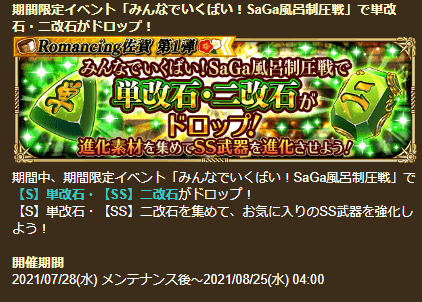 期間限定イベント「みんなでいくばい！SaGa風呂制圧戦」で単改
石・二改石がドロップ！
Romancing佐賀 第1弾
みんなでいくばい！SaGa風呂制圧戦で
単改石・二改石が
ドロップ！
進化素材を集めてSS武器を進化させよう！
期間中、期間限定イベント「みんなでいくばい！SaGa風呂制圧戦」で
【S】単改石・【SS】二改石がドロップ！
【S】単改石・【SS】二改石を集めて、お気に入りのSS武器を強化し
よう！
開催期間
2021/07/28(水) メンテナンス後～2021/08/25(水) 04:00